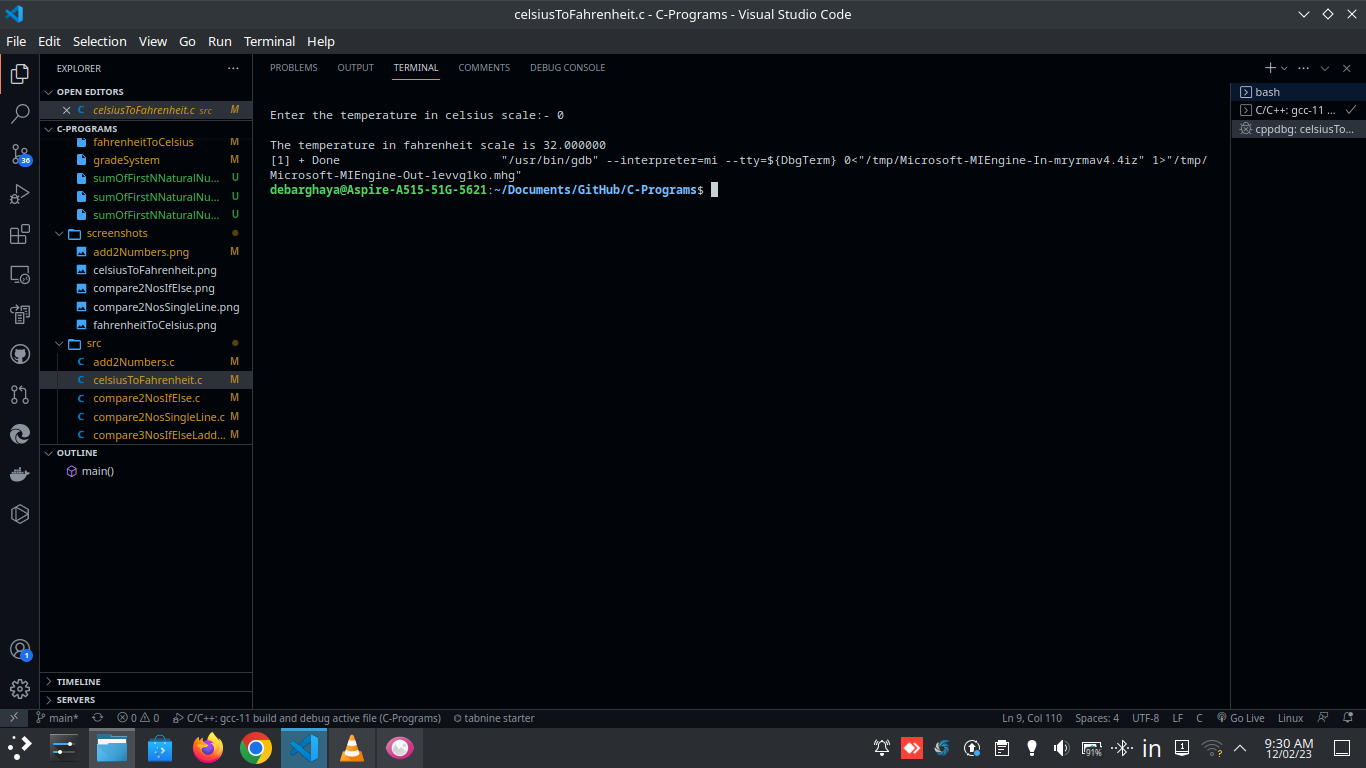 celsiusToFahrenheit.c - C-Programs - Visual Studio Code
File Edit Selection View Go Run Terminal Help
EXPLORER
OPEN EDITORS
celsiusToFahrenheit.c src M
C-PROGRAMS
fahrenheitToCelsius M
gradeSystem M
sumOfFirstNNaturalNu... U
sumOfFirstNNaturalNu... U
sumOfFirstNNaturalNu... U
screenshots
add2Numbers.png M
celsiusToFahrenheit.png
compare2NosIfElse.png
compare2NosSingleLine.png
fahrenheitToCelsius.png
src
add2Numbers.c M
celsiusToFahrenheit.c M
compare2NosIfElse.c M
compare2NosSingleLine.c M
compare3NosIfElseLadd... M
OUTLINE
main()
TIMELINE
SERVERS
36
1
PROBLEMS OUTPUT TERMINAL COMMENTS DEBUG CONSOLE
Enter the temperature in celsius scale:- 0
The temperature in fahrenheit scale is 32.000000
[1] + Done "/usr/bin/gdb" --interpreter=mi --tty=${DbgTerm} 0<"/tmp/Microsoft-MIEngine-In-mryrmav4.4iz" 1>"/tmp/
Microsoft-MIEngine-Out-1evvg1ko.mhg"
debarghaya@Aspire-A515-51G-5621:~/Documents/GitHub/C-Programs$
bash
C/C++: gcc-11 ...
cppdbg: celsiusTo...
main* 0 0 C/C++: gcc-11 build and debug active file (C-Programs) tabnine starter
Ln 9, Col 110 Spaces: 4 UTF-8 LF C Go Live Linux
91% in 1
9:30 AM
12/02/23